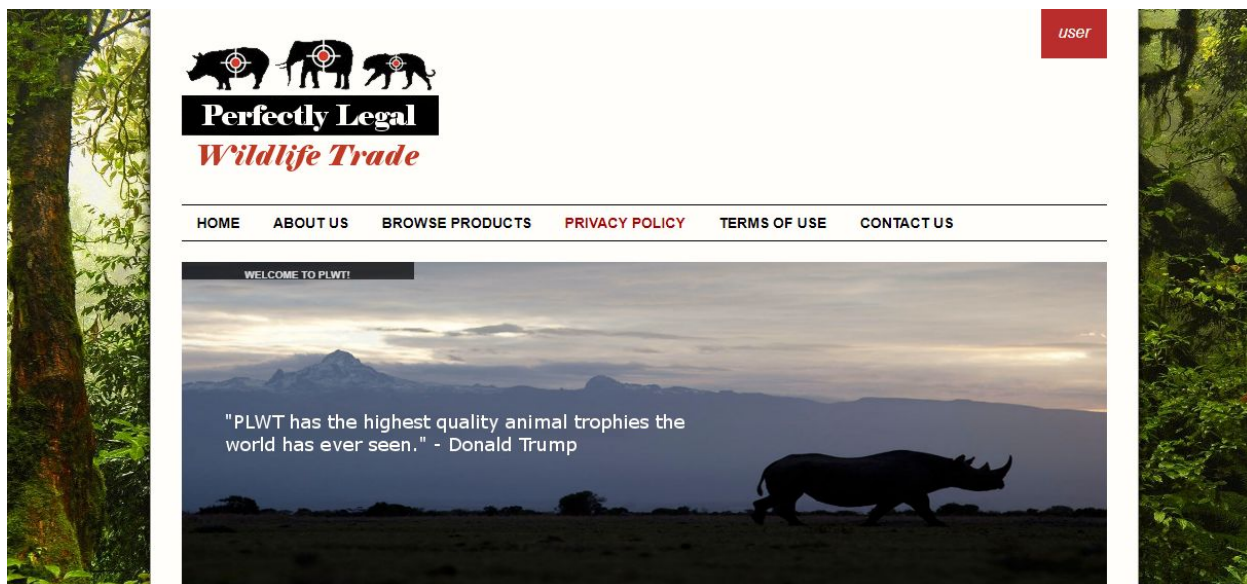 user
Perfectly Legal
Wildlife Trade
HOME ABOUT US BROWSE PRODUCTS PRIVACY POLICY TERMS OF USE CONTACT US
WELCOME TO PLWT!
"PLWT has the highest quality animal trophies the
world has ever seen." - Donald Trump